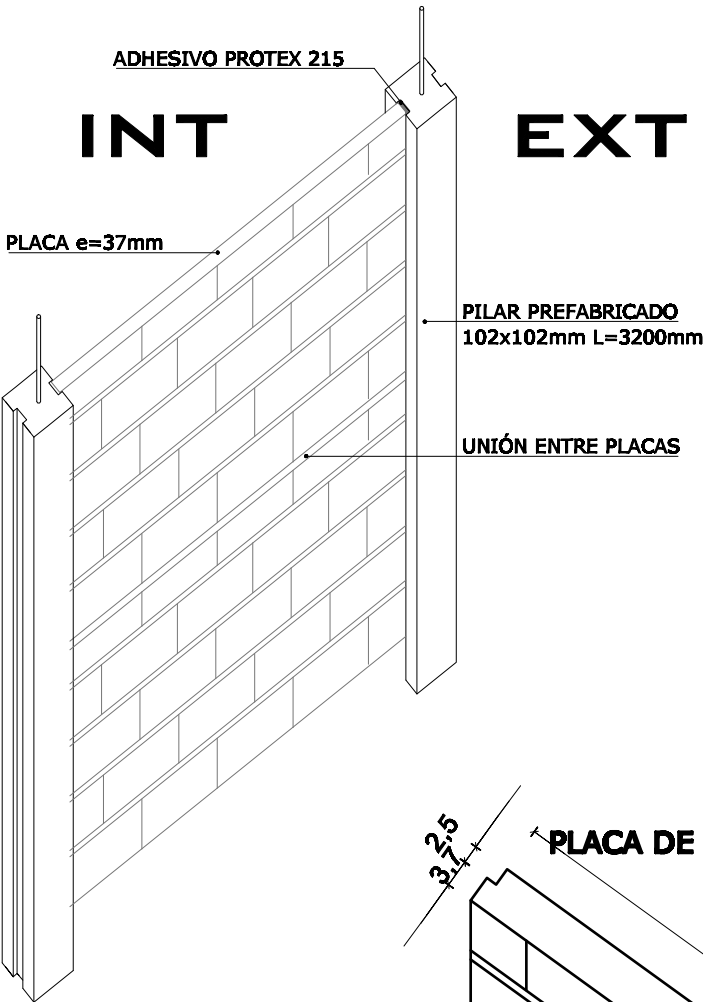 ADHESIVO PROTEX 215
INT
EXT
PLACA e=37mm
PILAR PREFABRICADO
102x102mm L=3200mm
UNIÓN ENTRE PLACAS
2,5
3,7
PLACA DE